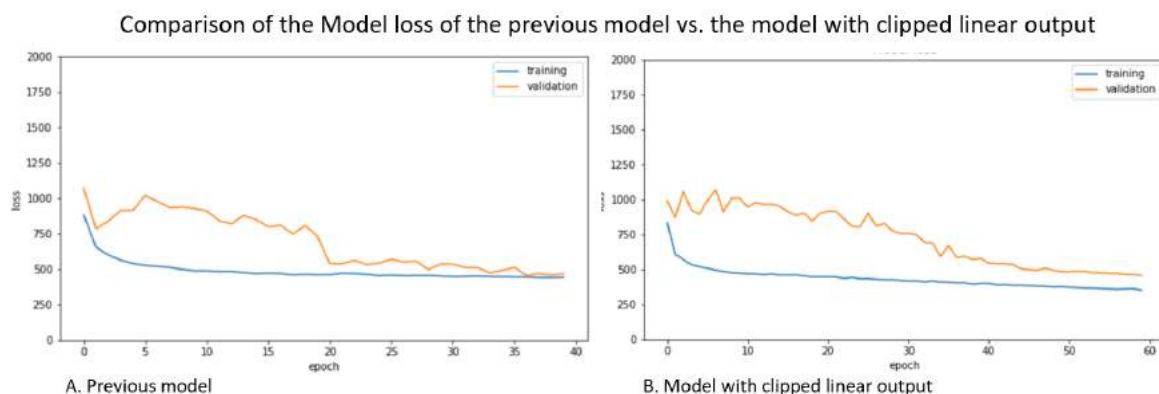 Comparison of the Model loss of the previous model vs. the model with clipped linear output
2000
1750
1500
1250
1000
750
500
250
0
loss
training
validation
0 5 10 15 20 25 30 35 40
epoch
A. Previous model
2000
1750
1500
1250
1000
750
500
250
0
training
validation
0 10 20 30 40 50 60
epoch
B. Model with clipped linear output